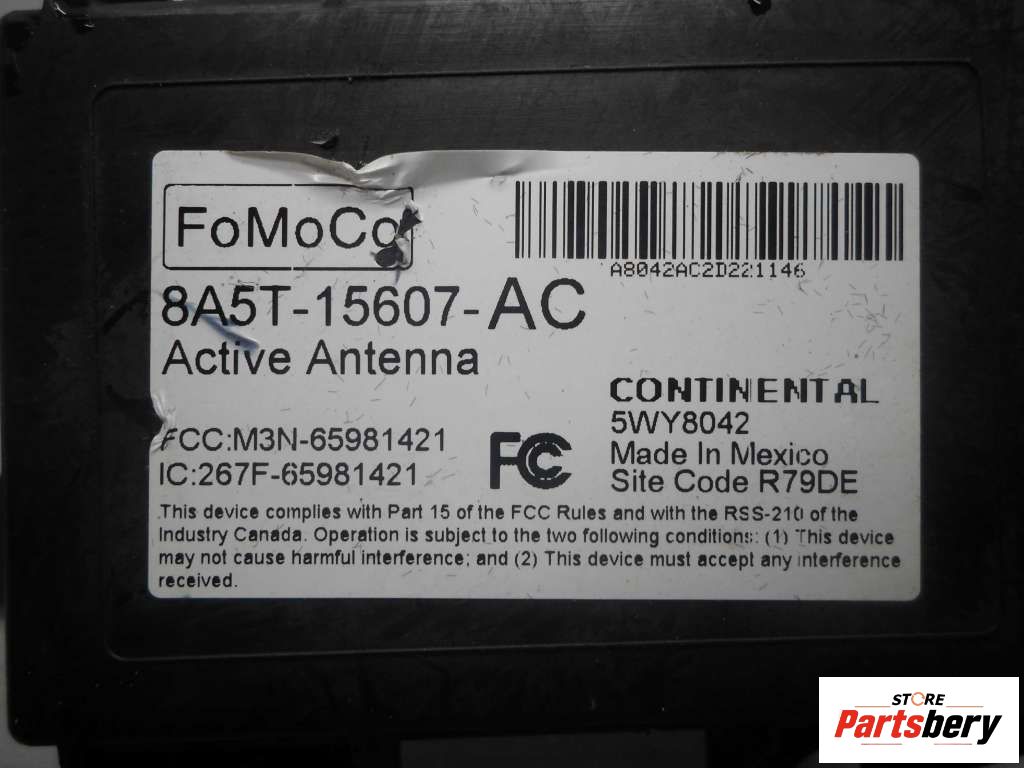 FoMoCo
A8042AC2D221146
8A5T-15607-AC
Active Antenna
CONTINENTAL
5WY8042
FCC:M3N-65981421
Made In Mexico
IC:267F-65981421
FC
Site Code R79DE
This device complies with Part 15 of the FCC Rules and with the RSS-210 of the
Industry Canada. Operation is subject to the two following conditions: (1) This device
may not cause harmful interference; and (2) This device must accept any interference
received.
STORE
Partsbery